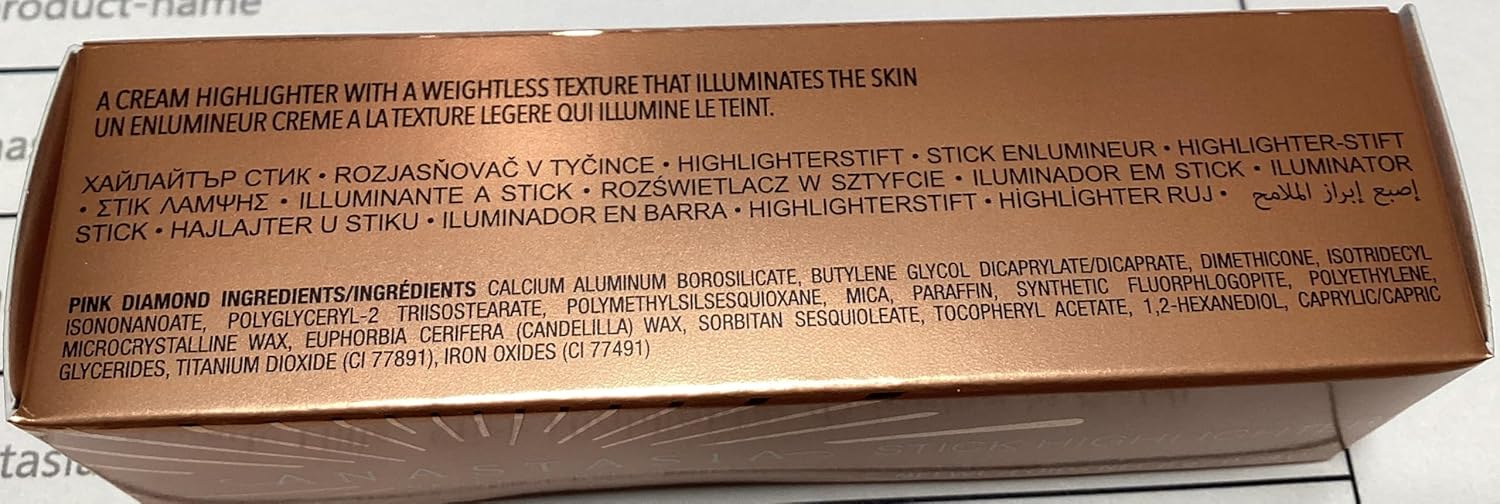 product-name
A CREAM HIGHLIGHTER WITH A WEIGHTLESS TEXTURE THAT ILLUMINATES THE SKIN
UN ENLUMINEUR CREME A LA TEXTURE LEGERE QUI ILLUMINE LE TEINT.
ХАЙЛАЙТЪР СТИК • ROZJASŇOVAČ V TYČINCE • HIGHLIGHTERSTIFT • STICK ENLUMINEUR • HIGHLIGHTER-STIFT
• ΣΤΙΚ ΛΑΜΨΗΣ • ILLUMINANTE A STICK • ROZŚWIETLACZ W SZTYFCIE • ILUMINADOR EM STICK • ILUMINATOR
STICK • HAJLAJTER U STIKU • ILUMINADOR EN BARRA • HIGHLIGHTERSTIFT • HİGHLİGHTER RUJ • إصبع إبراز الملامح
PINK DIAMOND INGREDIENTS/INGRÉDIENTS CALCIUM ALUMINUM BOROSILICATE, BUTYLENE GLYCOL DICAPRYLATE/DICAPRATE, DIMETHICONE, ISOTRIDECYL
ISONONANOATE, POLYGLYCERYL-2 TRIISOSTEARATE, POLYMETHYLSILSESQUIOXANE, MICA, PARAFFIN, SYNTHETIC FLUORPHLOGOPITE, POLYETHYLENE,
MICROCRYSTALLINE WAX, EUPHORBIA CERIFERA (CANDELILLA) WAX, SORBITAN SESQUIOLEATE, TOCOPHERYL ACETATE, 1,2-HEXANEDIOL, CAPRYLIC/CAPRIC
GLYCERIDES, TITANIUM DIOXIDE (CI 77891), IRON OXIDES (CI 77491)
ANASTASIA STICK HIGHLIGHTER